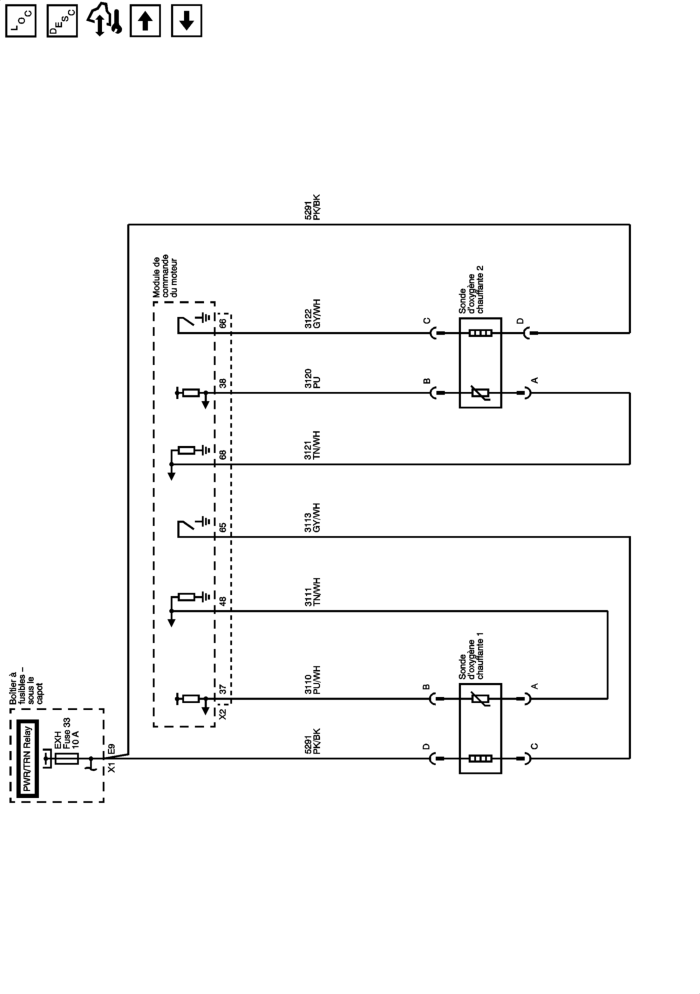 LOC
DESC
5291
PK/BK
Module de
commande
du moteur
66
3122
GY/WH
C
Sonde
d'oxygène
chauffante 2
D
38
3120
PU
B
A
68
3121
TN/WH
65
3113
GY/WH
48
3111
TN/WH
Boîtier à
fusibles –
sous le
capot
PWR/TRN Relay
EXH
Fuse 33
10 A
X1
E9
X2
37
3110
PU/WH
B
Sonde
d'oxygène
chauffante 1
A
5291
PK/BK
D
C